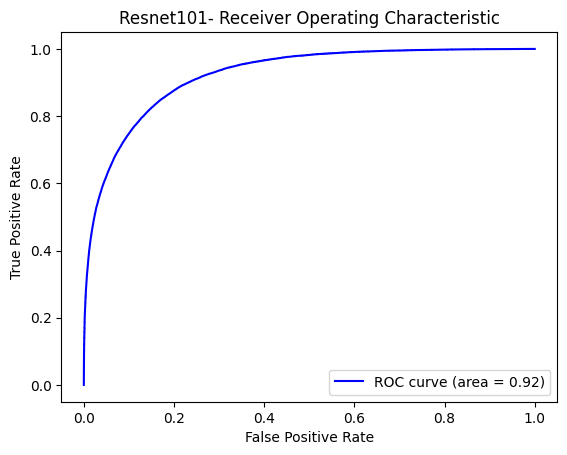 Resnet101- Receiver Operating Characteristic
1.0
0.8
0.6
0.4
0.2
0.0
True Positive Rate
ROC curve (area = 0.92)
0.0 0.2 0.4 0.6 0.8 1.0
False Positive Rate